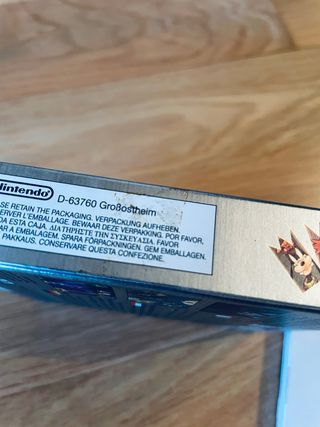 Nintendo
D-63760 Großostheim
SE RETAIN THE PACKAGING. VERPACKUNG AUFHEBEN.
SERVER L'EMBALLAGE. BEWAAR DEZE VERPAKKING. POR FAVOR,
DA ESTA CAJA. ΔΙΑΤΗΡΗΣΤΕ ΤΗΝ ΣΥΣΚΕΥΑΣΙΑ. FAVOR
AR A EMBALAGEM. SPARA FÖRPACKNINGEN. GEM EMBALLAGEN.
PAKKAUS. CONSERVARE QUESTA CONFEZIONE.